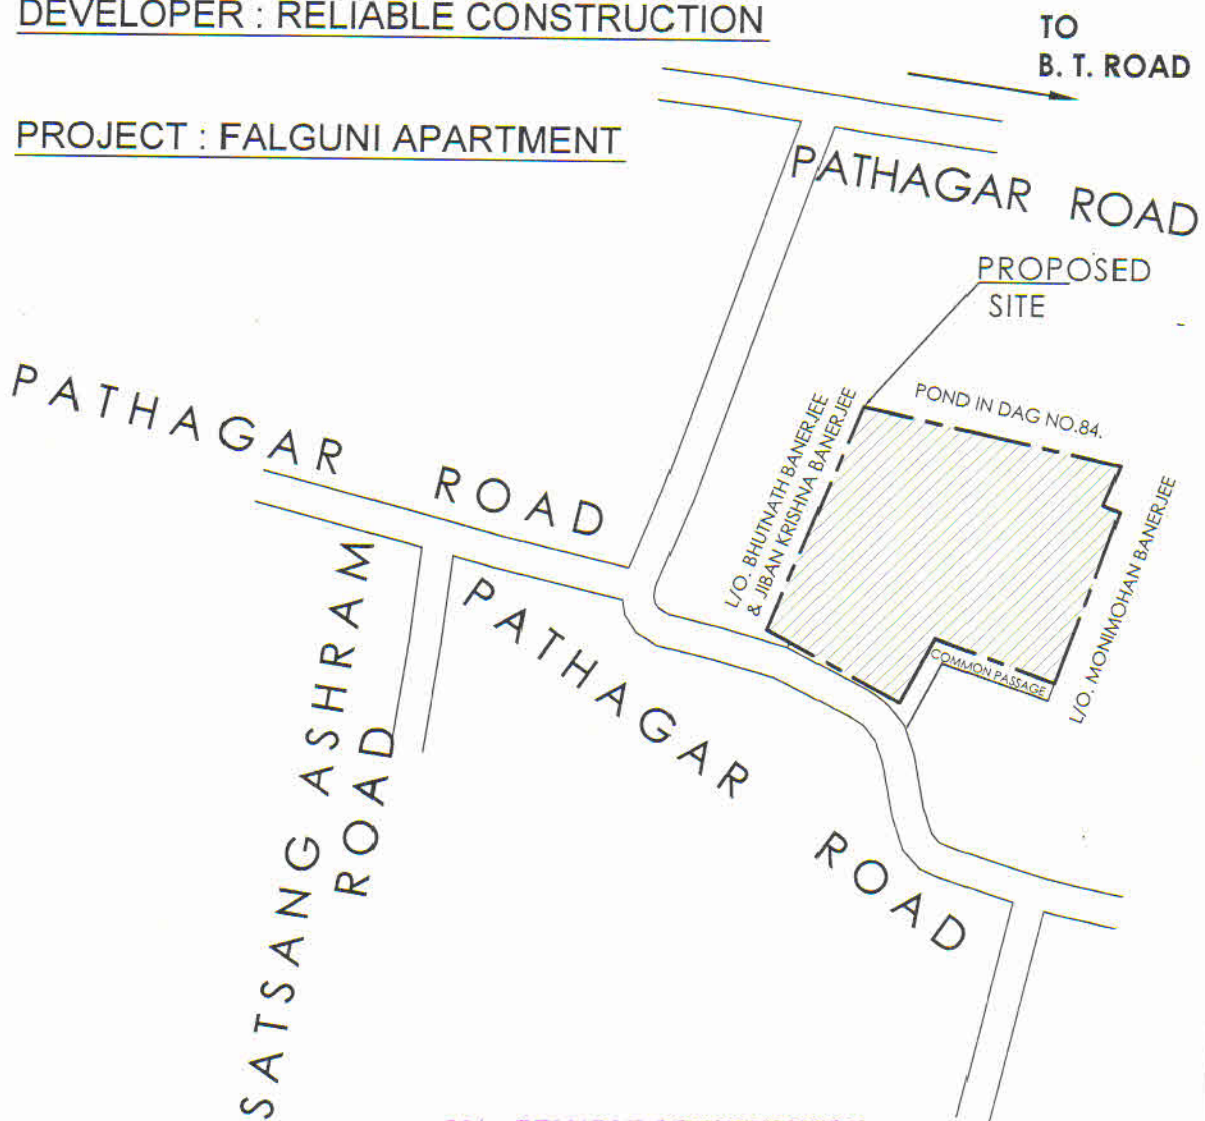 DEVELOPER : RELIABLE CONSTRUCTION
TO
B. T. ROAD
PROJECT : FALGUNI APARTMENT
PATHAGAR ROAD
PROPOSED
SITE
PATHAGAR ROAD
POND IN DAG NO.84.
L/O. BHUTNATH BANERJEE
& JIBAN KRISHNA BANERJEE
L/O. MONIMOHAN BANERJEE
COMMON PASSAGE
PATHAGAR ROAD
SATSANG ASHRAM
ROAD